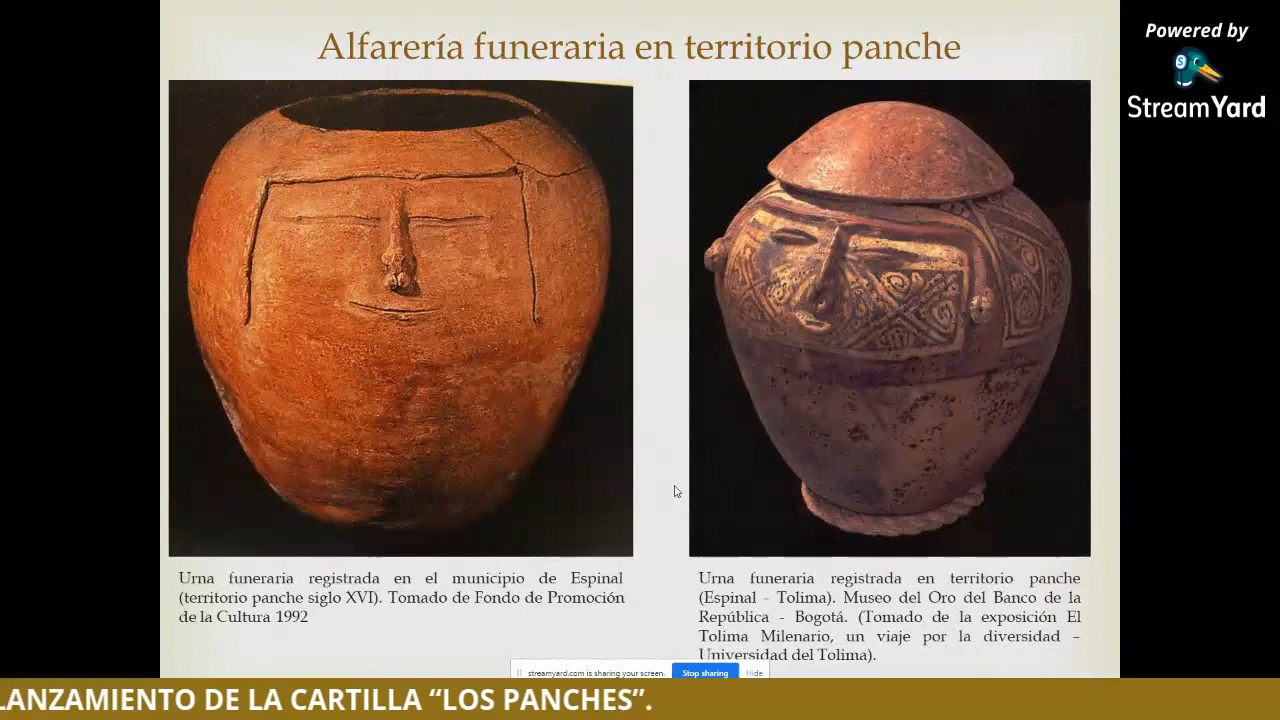 Alfarería funeraria en territorio panche
Powered by
StreamYard
Urna funeraria registrada en el municipio de Espinal
(territorio panche siglo XVI). Tomado de Fondo de Promoción
de la Cultura 1992
Urna funeraria registrada en territorio panche
(Espinal - Tolima). Museo del Oro del Banco de la
República - Bogotá. (Tomado de la exposición El
Tolima Milenario, un viaje por la diversidad –
Universidad del Tolima).
streamyard.com is sharing your screen.
Stop sharing
Hide
LANZAMIENTO DE LA CARTILLA “LOS PANCHES”.